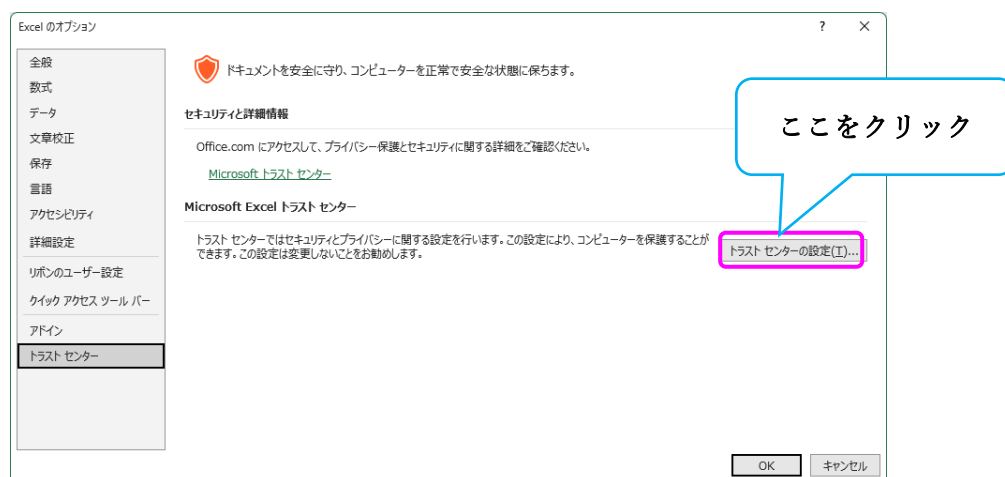 Excel のオプション
?
×
全般
数式
データ
文章校正
保存
言語
アクセシビリティ
詳細設定
リボンのユーザー設定
クイック アクセス ツール バー
アドイン
トラスト センター
ドキュメントを安全に守り、コンピューターを正常で安全な状態に保ちます。
セキュリティと詳細情報
Office.com にアクセスして、プライバシー保護とセキュリティに関する詳細をご確認ください。
Microsoft トラスト センター
Microsoft Excel トラスト センター
トラスト センターではセキュリティとプライバシーに関する設定を行います。この設定により、コンピューターを保護することが
できます。この設定は変更しないことをお勧めします。
トラスト センターの設定(T)...
ここをクリック
OK
キャンセル